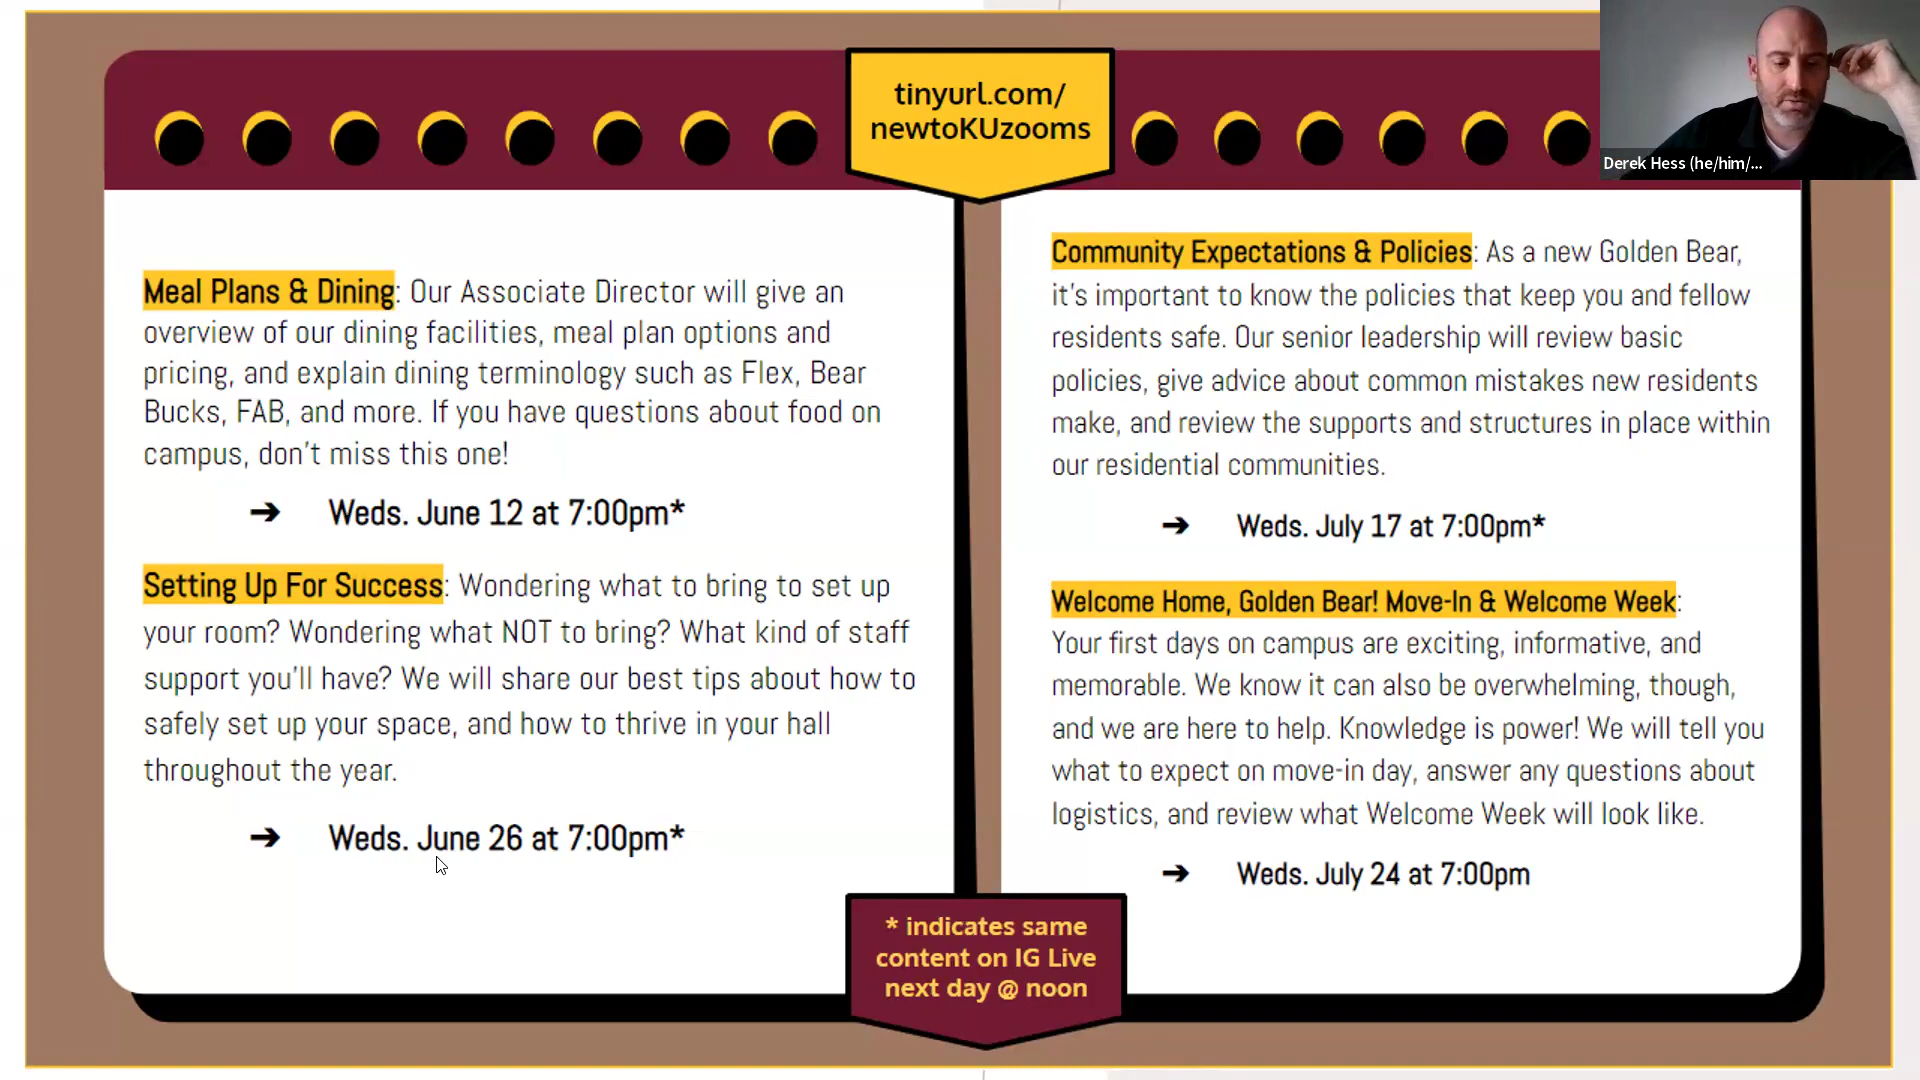 tinyurl.com/
newtoKUzooms
Derek Hess (he/him/...
Meal Plans & Dining: Our Associate Director will give an
overview of our dining facilities, meal plan options and
pricing, and explain dining terminology such as Flex, Bear
Bucks, FAB, and more. If you have questions about food on
campus, don't miss this one!
➔ Weds. June 12 at 7:00pm*
Setting Up For Success: Wondering what to bring to set up
your room? Wondering what NOT to bring? What kind of staff
support you'll have? We will share our best tips about how to
safely set up your space, and how to thrive in your hall
throughout the year.
➔ Weds. June 26 at 7:00pm*
Community Expectations & Policies: As a new Golden Bear,
it's important to know the policies that keep you and fellow
residents safe. Our senior leadership will review basic
policies, give advice about common mistakes new residents
make, and review the supports and structures in place within
our residential communities.
➔ Weds. July 17 at 7:00pm*
Welcome Home, Golden Bear! Move-In & Welcome Week:
Your first days on campus are exciting, informative, and
memorable. We know it can also be overwhelming, though,
and we are here to help. Knowledge is power! We will tell you
what to expect on move-in day, answer any questions about
logistics, and review what Welcome Week will look like.
➔ Weds. July 24 at 7:00pm
* indicates same
content on IG Live
next day @ noon